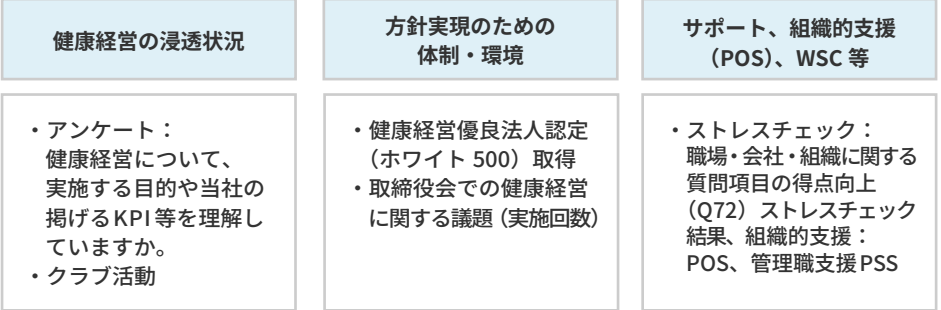 健康経営の浸透状況
・アンケート：
健康経営について、
実施する目的や当社の
掲げるKPI等を理解し
ていますか。
・クラブ活動
方針実現のための
体制・環境
・健康経営優良法人認定
（ホワイト 500）取得
・取締役会での健康経営
に関する議題（実施回数）
サポート、組織的支援
（POS）、WSC 等
・ストレスチェック：
職場・会社・組織に関する
質問項目の得点向上
（Q72）ストレスチェック
結果、組織的支援：
POS、管理職支援PSS